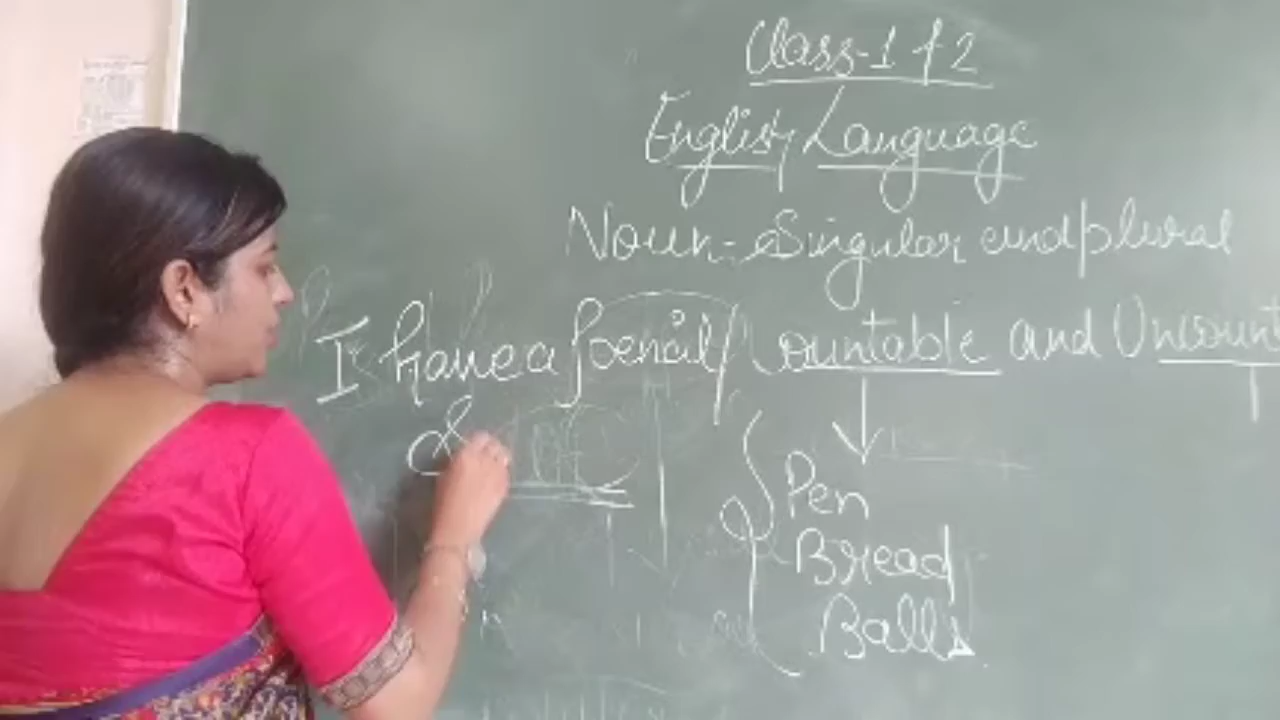 Class-1 & 2
English Language
Noun-Singular and plural
I have a pencil
Countable and Uncount
&
Pen
Bread
Balls